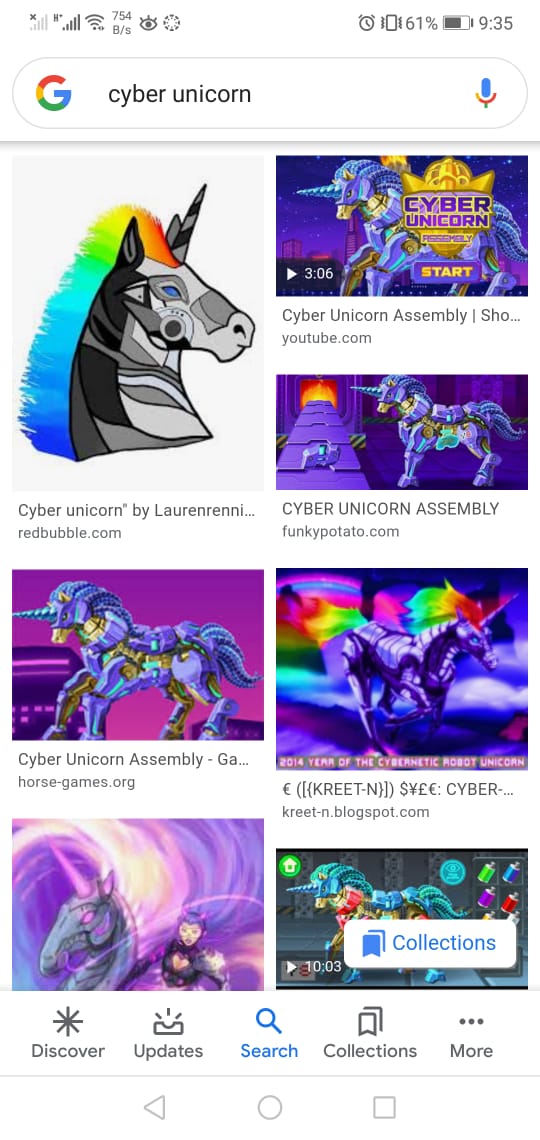 754
B/s
61%
9:35
cyber unicorn
CYBER
UNICORN
ASSEMBLY
START
3:06
Cyber Unicorn Assembly | Sho...
youtube.com
Cyber unicorn" by Laurenrenni...
redbubble.com
CYBER UNICORN ASSEMBLY
funkypotato.com
Cyber Unicorn Assembly - Ga...
horse-games.org
2014 YEAR OF THE CYBERNETIC ROBOT UNICORN
€ ([{KREET-N}]) $¥£€: CYBER-...
kreet-n.blogspot.com
10:03
Collections
Discover
Updates
Search
Collections
More